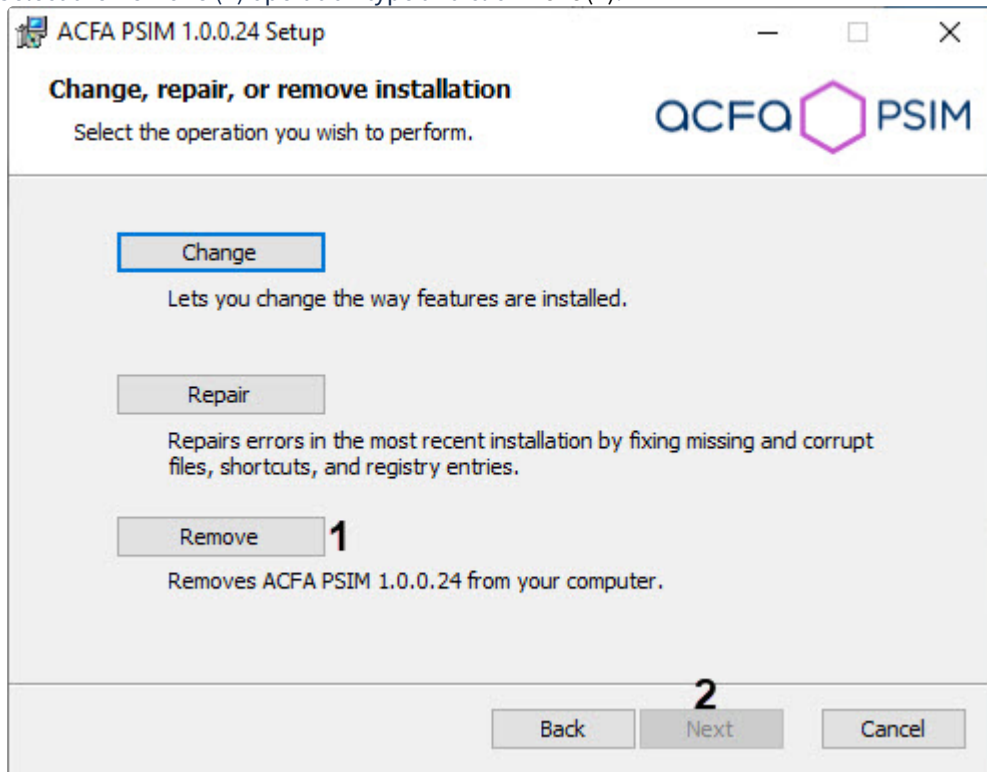 ACFA PSIM 1.0.0.24 Setup
Change, repair, or remove installation
Select the operation you wish to perform.
acfa PSIM
Change
Lets you change the way features are installed.
Repair
Repairs errors in the most recent installation by fixing missing and corrupt
files, shortcuts, and registry entries.
Remove 1
Removes ACFA PSIM 1.0.0.24 from your computer.
2
Back Next Cancel